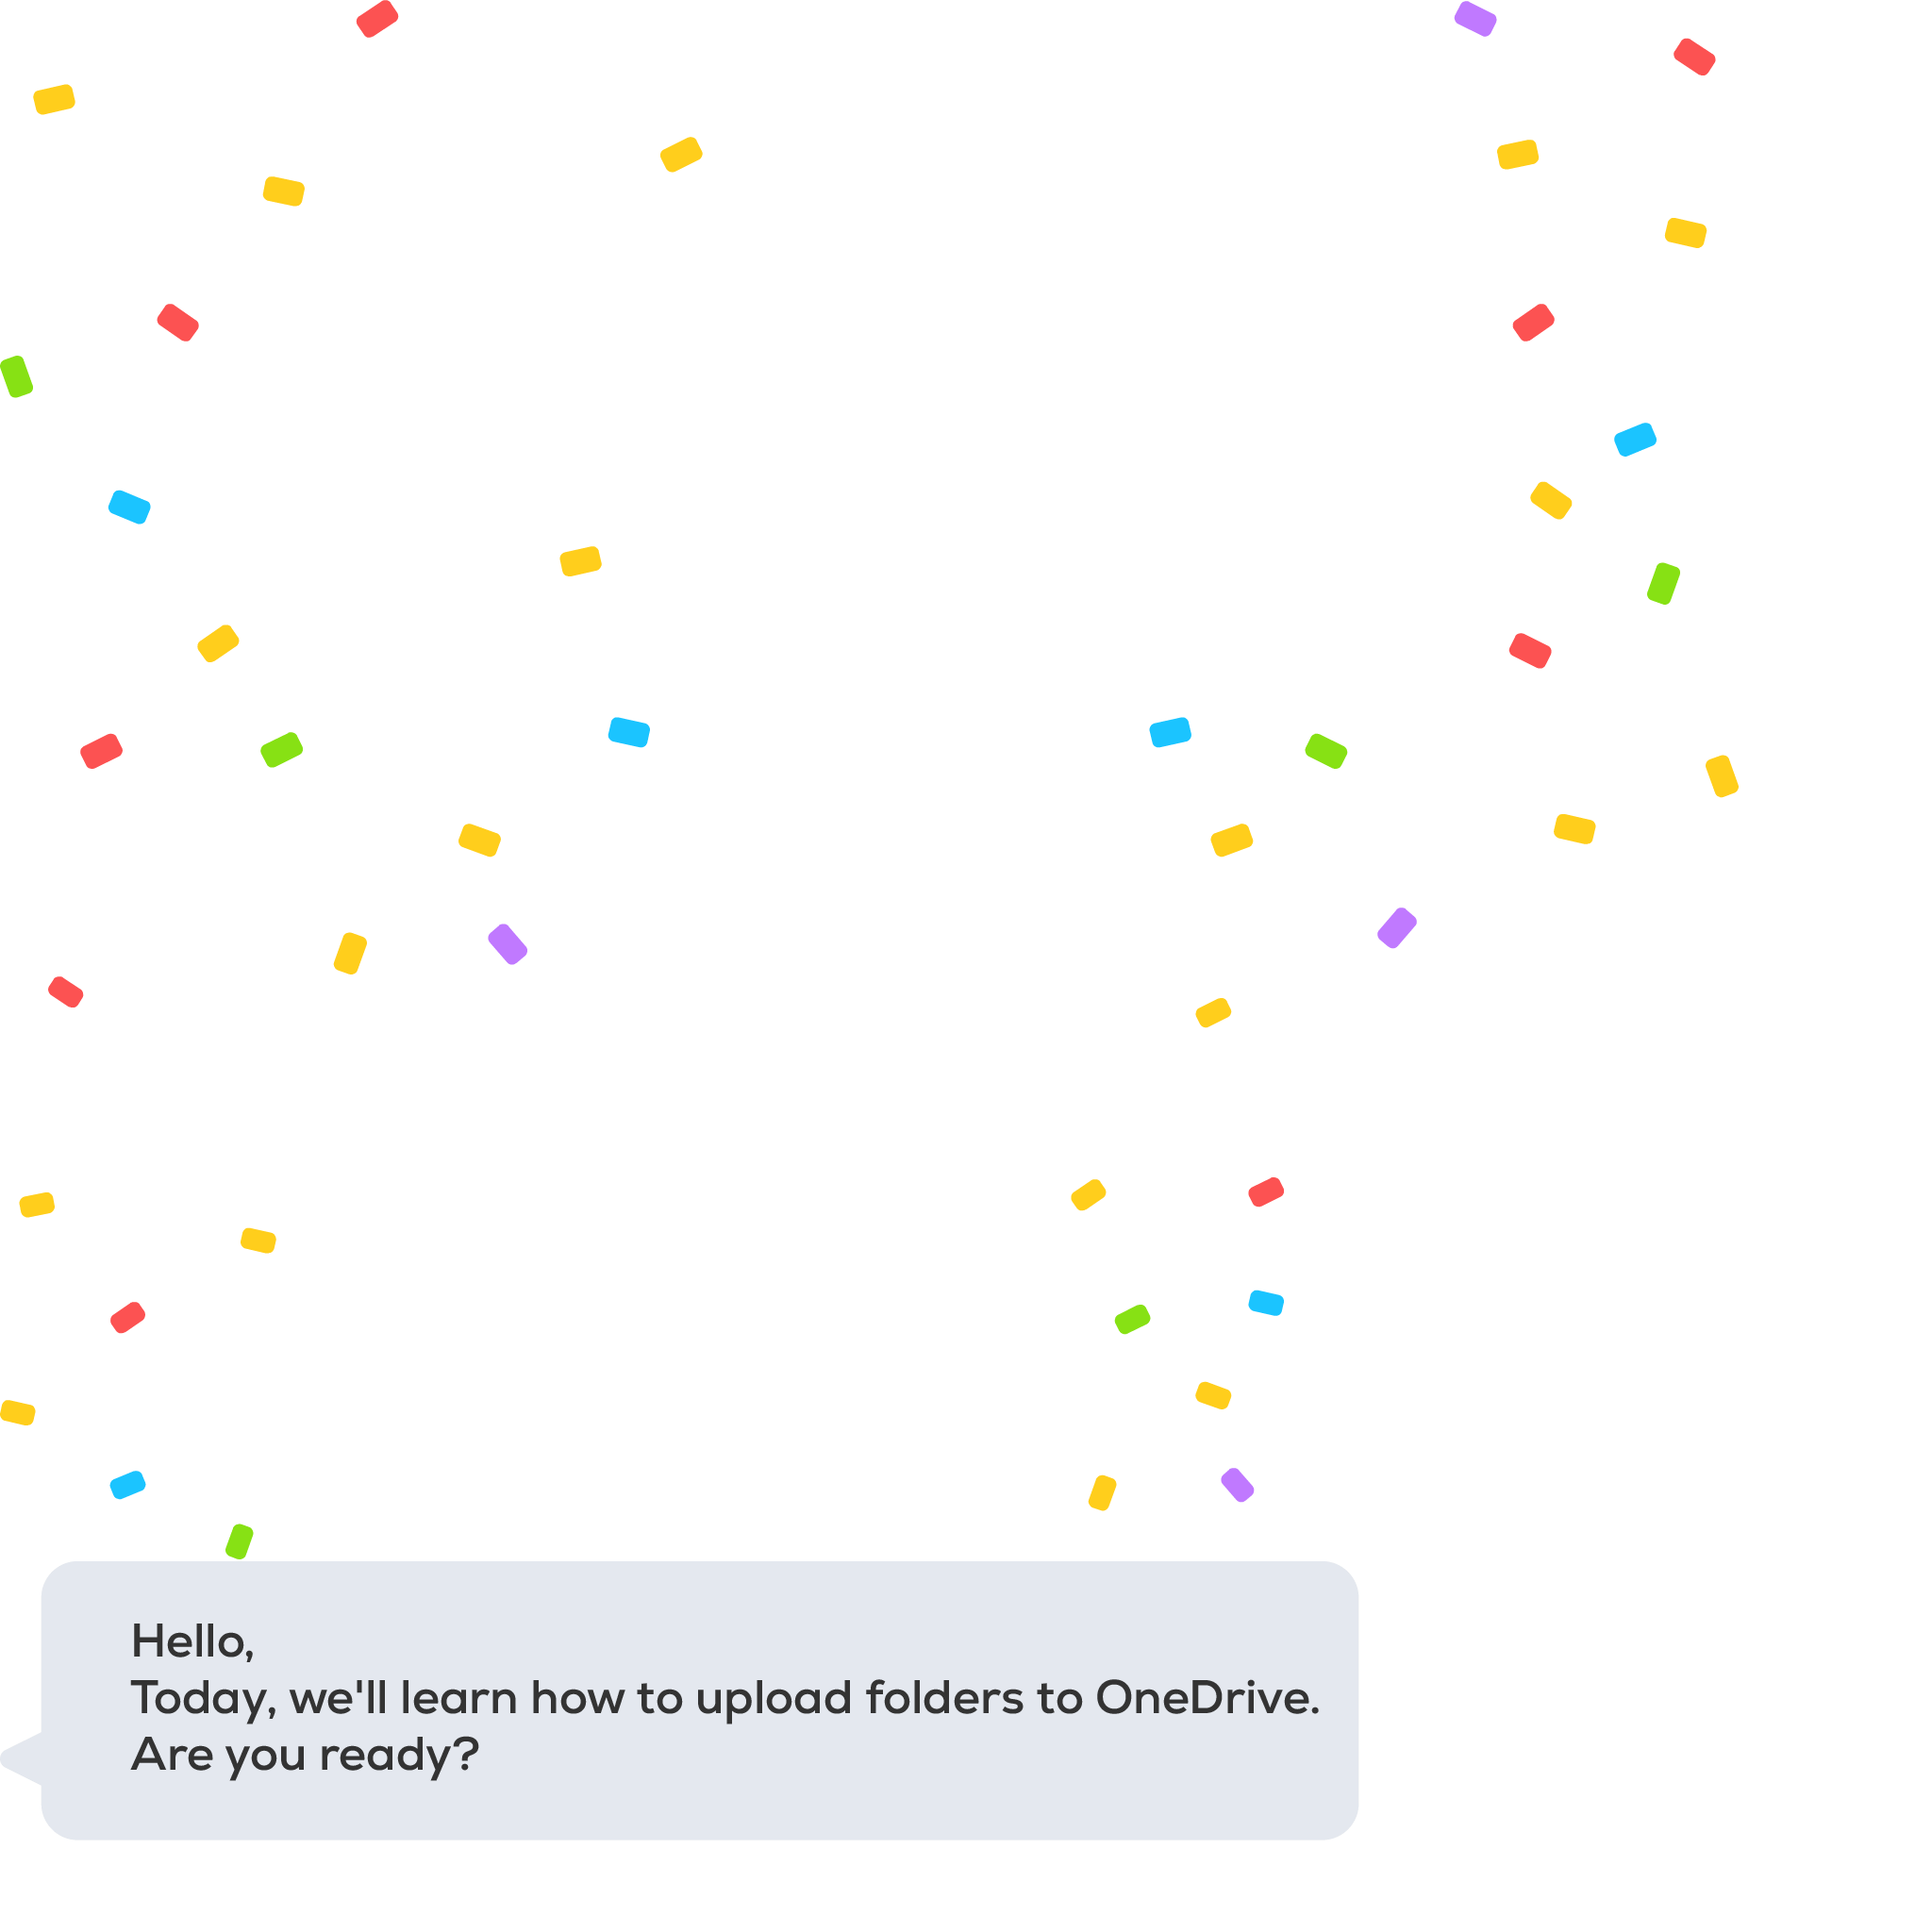 Hello,
Today, we'll learn how to upload folders to OneDrive.
Are you ready?